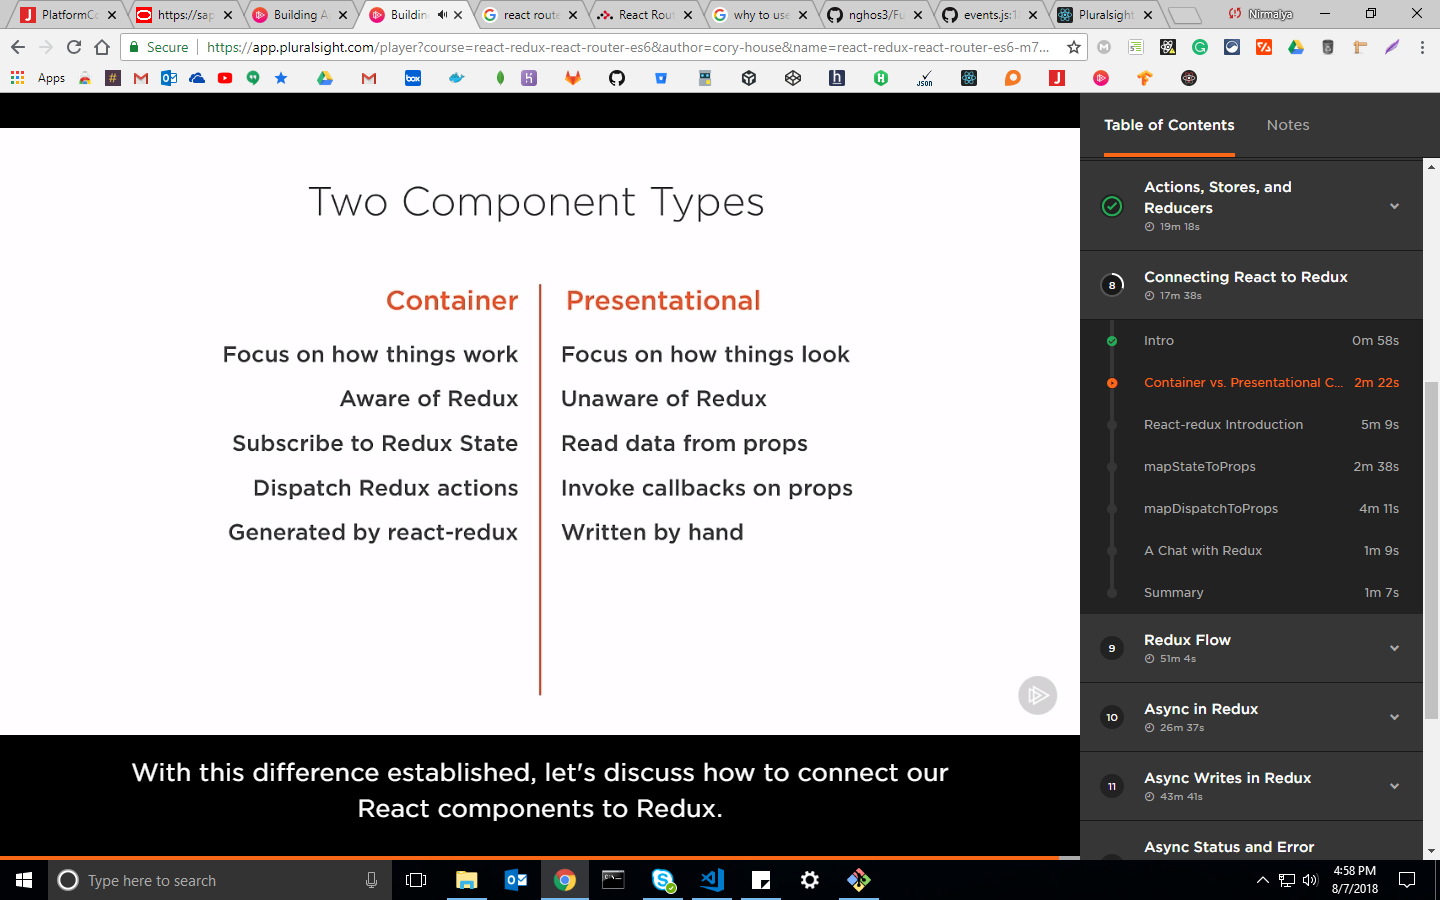 PlatformCo
https://sap
Building A
Buildin
react route
React Rout
why to use
nghos3/Fu
events.js:1
Pluralsight
Nirmalya
Secure
https://app.pluralsight.com/player?course=react-redux-react-router-es6&author=cory-house&name=react-redux-react-router-es6-m7...
Apps
box
Json
Two Component Types
Container
Presentational
Focus on how things work
Focus on how things look
Aware of Redux
Unaware of Redux
Subscribe to Redux State
Read data from props
Dispatch Redux actions
Invoke callbacks on props
Generated by react-redux
Written by hand
With this difference established, let's discuss how to connect our
React components to Redux.
Table of Contents
Notes
Actions, Stores, and
Reducers
19m 18s
8
Connecting React to Redux
17m 38s
Intro
0m 58s
Container vs. Presentational C...
2m 22s
React-redux Introduction
5m 9s
mapStateToProps
2m 38s
mapDispatchToProps
4m 11s
A Chat with Redux
1m 9s
Summary
1m 7s
9
Redux Flow
51m 4s
10
Async in Redux
26m 37s
11
Async Writes in Redux
43m 41s
Async Status and Error
Type here to search
4:58 PM
8/7/2018